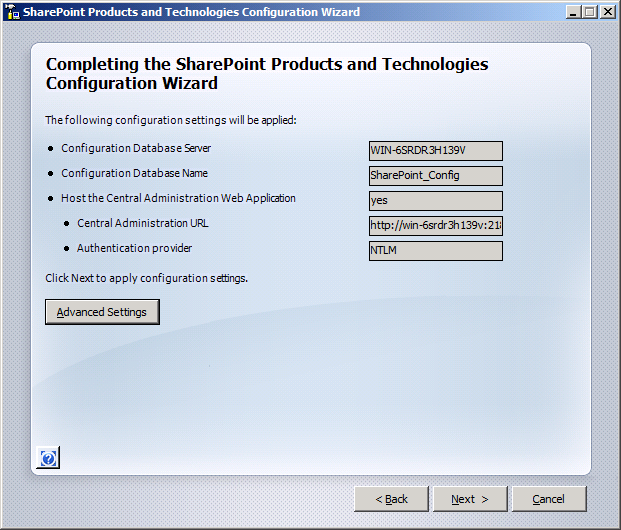 SharePoint Products and Technologies Configuration Wizard
Completing the SharePoint Products and Technologies
Configuration Wizard
The following configuration settings will be applied:
Configuration Database Server WIN-6SRDR3H139V
Configuration Database Name SharePoint_Config
Host the Central Administration Web Application yes
Central Administration URL http://win-6srdr3h139v:218
Authentication provider NTLM
Click Next to apply configuration settings.
Advanced Settings
?
< Back Next > Cancel